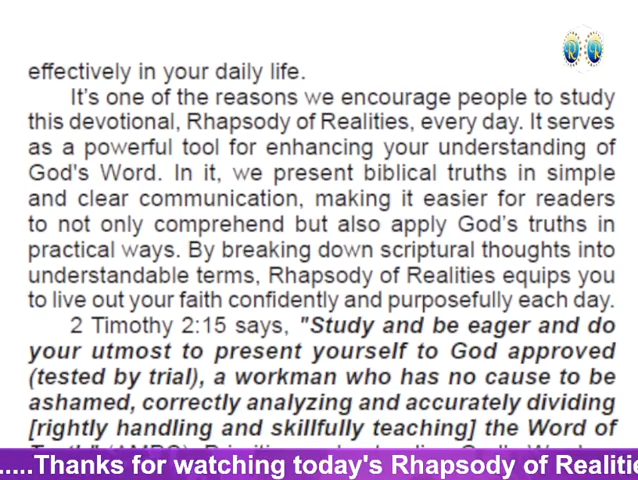 effectively in your daily life.
It's one of the reasons we encourage people to study
this devotional, Rhapsody of Realities, every day. It serves
as a powerful tool for enhancing your understanding of
God's Word. In it, we present biblical truths in simple
and clear communication, making it easier for readers
to not only comprehend but also apply God's truths in
practical ways. By breaking down scriptural thoughts into
understandable terms, Rhapsody of Realities equips you
to live out your faith confidently and purposefully each day.
2 Timothy 2:15 says, "Study and be eager and do
your utmost to present yourself to God approved
(tested by trial), a workman who has no cause to be
ashamed, correctly analyzing and accurately dividing
[rightly handling and skillfully teaching] the Word of
.....Thanks for watching today's Rhapsody of Realitie